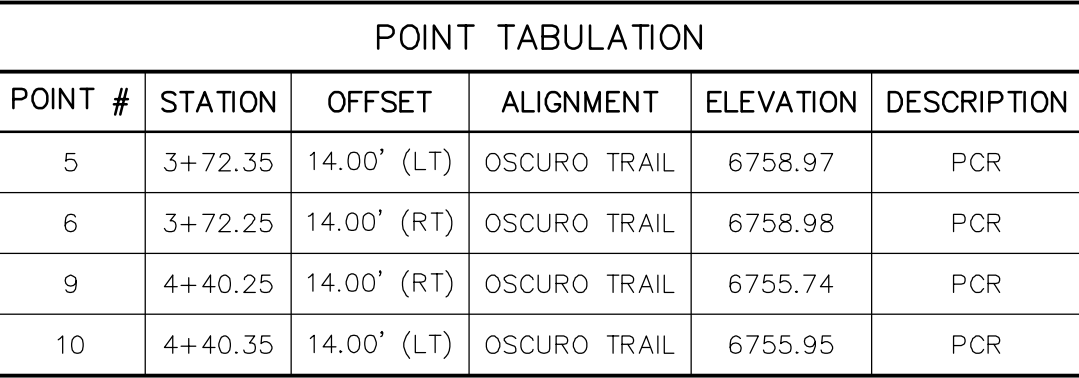 POINT TABULATION
POINT # STATION OFFSET ALIGNMENT ELEVATION DESCRIPTION
5 3+72.35 14.00' (LT) OSCURO TRAIL 6758.97 PCR
6 3+72.25 14.00' (RT) OSCURO TRAIL 6758.98 PCR
9 4+40.25 14.00' (RT) OSCURO TRAIL 6755.74 PCR
10 4+40.35 14.00' (LT) OSCURO TRAIL 6755.95 PCR